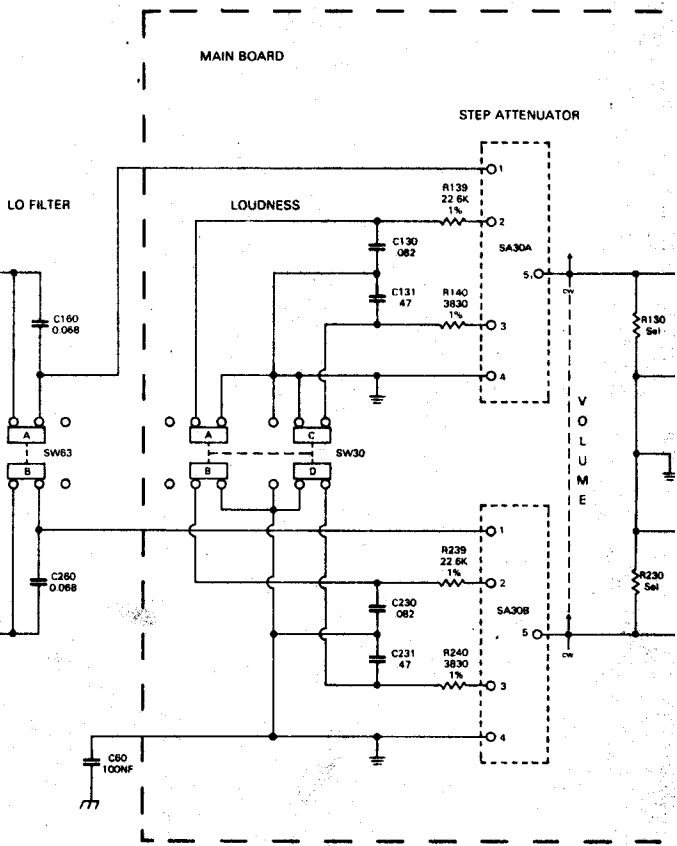 MAIN BOARD
STEP ATTENUATOR
LO FILTER
LOUDNESS
R139
22.6K
1%
1
2
C130
.082
SA30A
5
C131
.47
R140
3830
1%
3
CW
C160
0.068
R130
Sel
4
A
SW63
B
A
C
SW30
B
D
VOLUME
1
R239
22.6K
1%
2
C260
0.068
C230
.082
SA30B
R230
Sel
5
C231
.47
R240
3830
1%
3
CW
4
C60
100NF